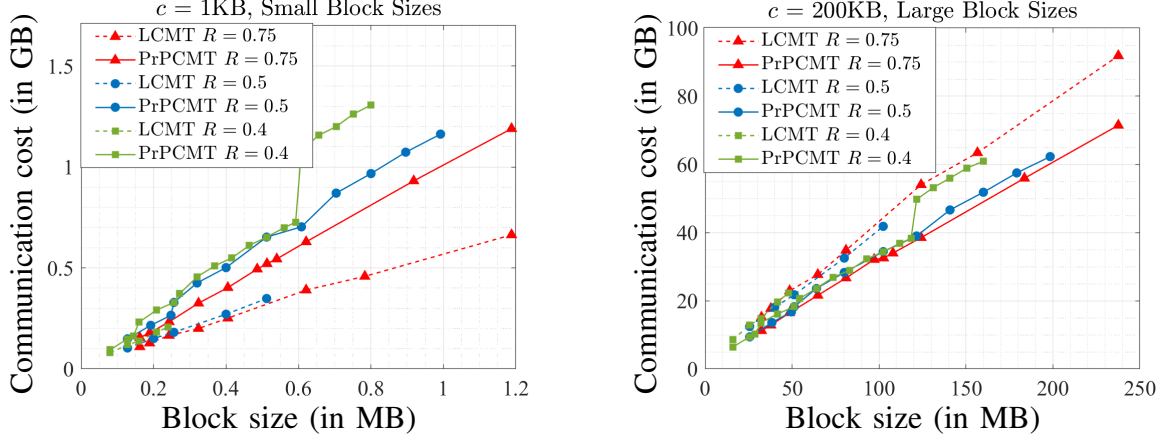 c = 1KB, Small Block Sizes
Communication cost (in GB)
1.5
1
0.5
0
LCMT R = 0.75
PrPCMT R = 0.75
LCMT R = 0.5
PrPCMT R = 0.5
LCMT R = 0.4
PrPCMT R = 0.4
0 0.2 0.4 0.6 0.8 1 1.2
Block size (in MB)
c = 200KB, Large Block Sizes
Communication cost (in GB)
100
80
60
40
20
0
LCMT R = 0.75
PrPCMT R = 0.75
LCMT R = 0.5
PrPCMT R = 0.5
LCMT R = 0.4
PrPCMT R = 0.4
0 50 100 150 200 250
Block size (in MB)